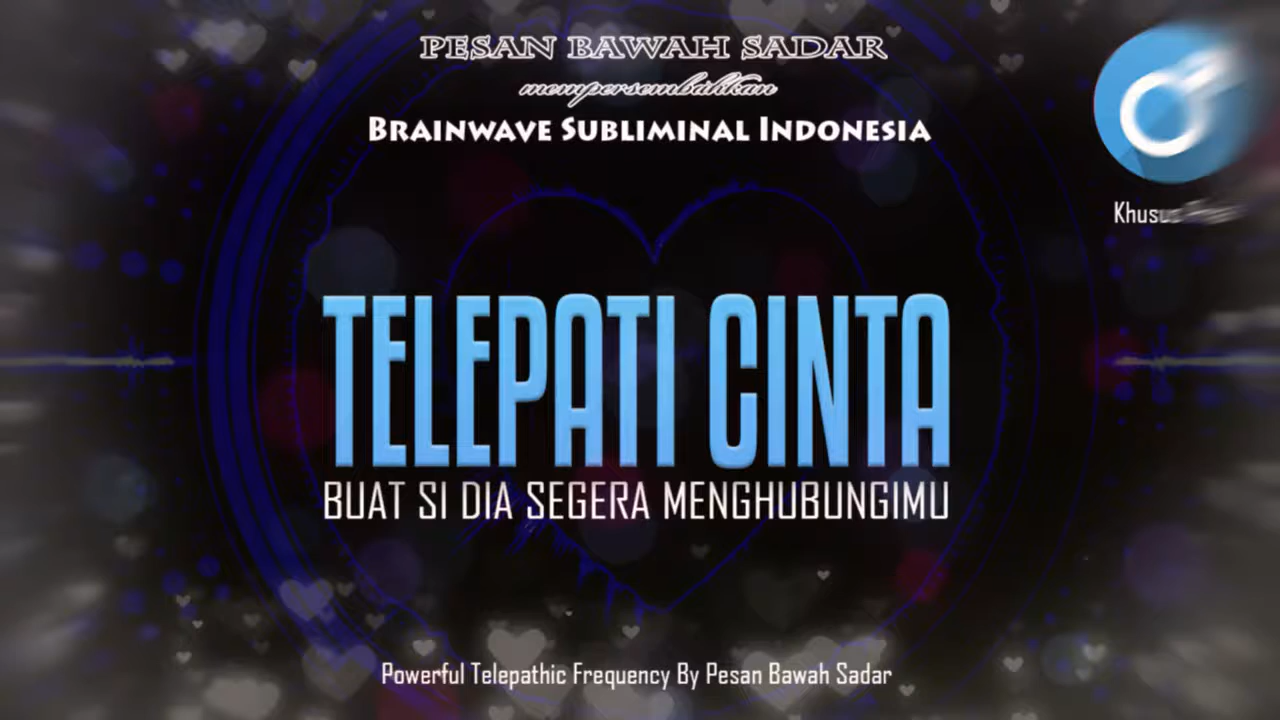 PESAN BAWAH SADAR
mempersembahkan
BRAINWAVE SUBLIMINAL INDONESIA
TELEPATI CINTA
BUAT SI DIA SEGERA MENGHUBUNGIMU
Powerful Telepathic Frequency By Pesan Bawah Sadar